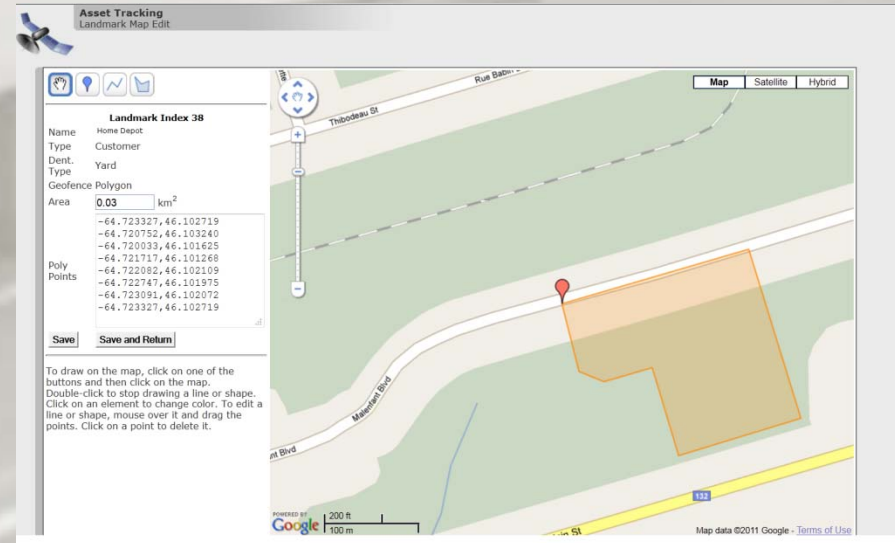 Asset Tracking
Landmark Map Edit
Landmark Index 38
Name Home Depot
Type Customer
Dent. Type Yard
Geofence Polygon
Area 0.03 km2
Poly Points
-64.723327,46.102719
-64.720752,46.103240
-64.720033,46.101625
-64.721717,46.101268
-64.722082,46.102109
-64.722747,46.101975
-64.723091,46.102072
-64.723327,46.102719
Save Save and Return
To draw on the map, click on one of the
buttons and then click on the map.
Double-click to stop drawing a line or shape.
Click on an element to change color. To edit a
line or shape, mouse over it and drag the
points. Click on a point to delete it.
Map Satellite Hybrid
Rue Babin
Thibodeau St
Malenfant Blvd
nt Blvd
132
St
POWERED BY
Google
200 ft
100 m
Map data ©2011 Google - Terms of Use